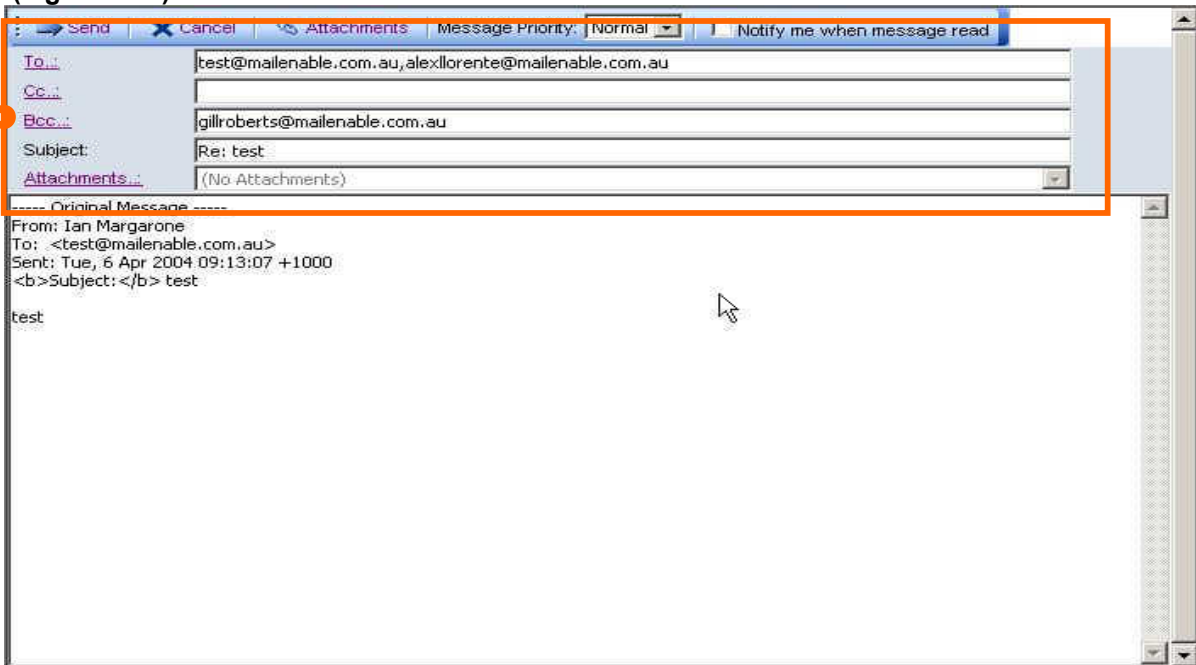 Send Cancel Attachments Message Priority: Normal Notify me when message read
To..: test@mailenable.com.au,alexllorente@mailenable.com.au
Cc..:
Bcc..: gillroberts@mailenable.com.au
Subject: Re: test
Attachments..: (No Attachments)
----- Original Message -----
From: Ian Margarone
To: <test@mailenable.com.au>
Sent: Tue, 6 Apr 2004 09:13:07 +1000
<b>Subject:</b> test
test